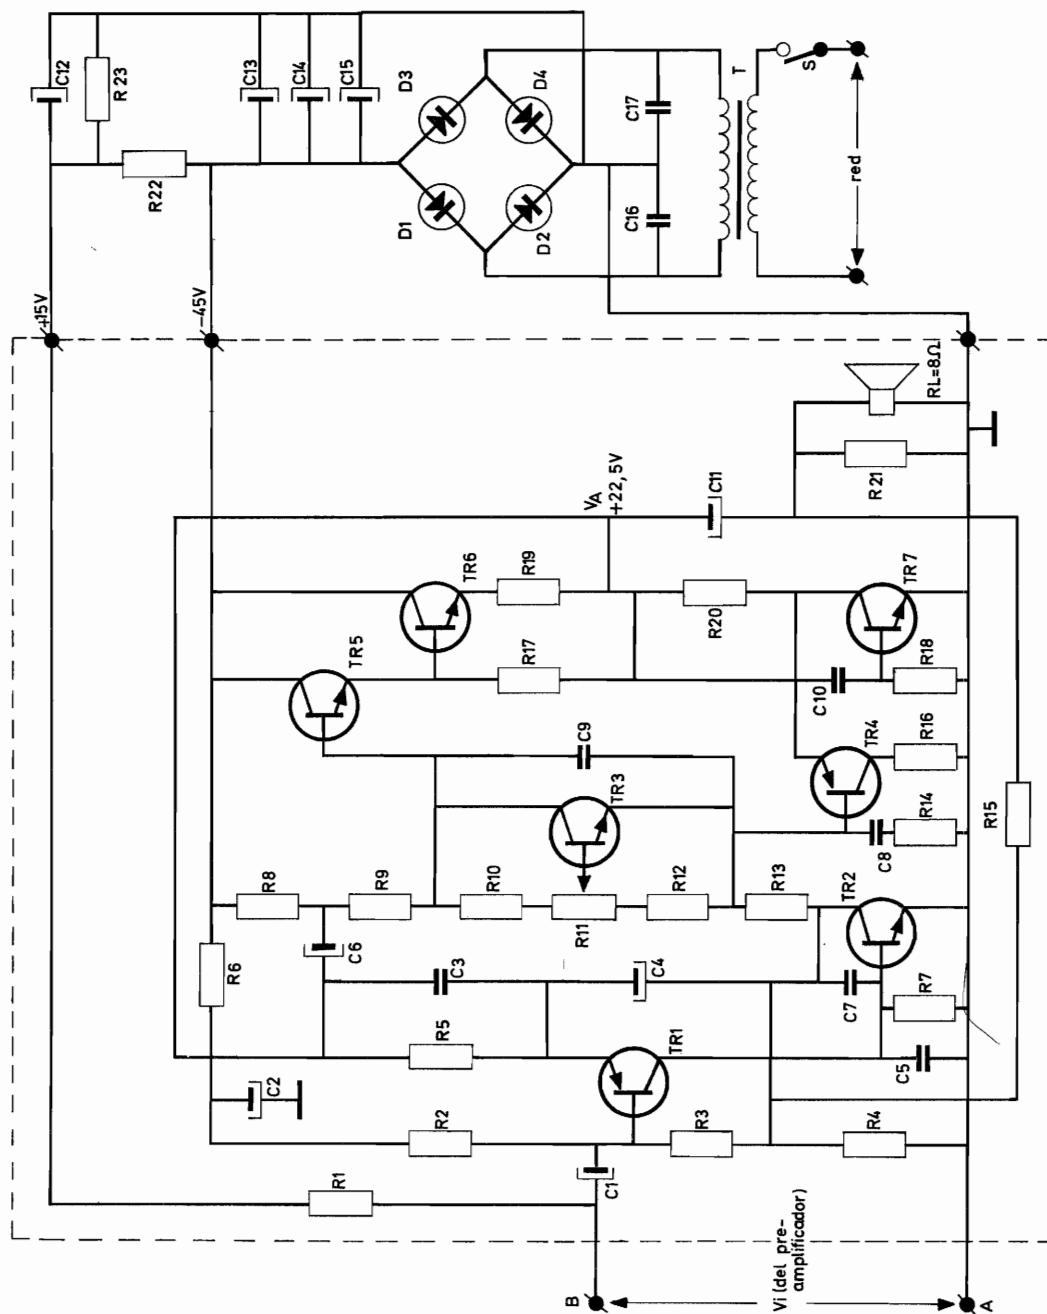 C12
R23
C13
C14
C15
R22
D3
D4
D1
D2
C17
C16
T
S
red
+15V
-45V
RL=8Ω
R21
VA
+22,5V
C11
TR6
R19
TR5
R17
R20
TR7
C10
R18
C9
TR4
R16
TR3
C8
R14
R15
R8
R9
R10
R11
R12
R13
TR2
R6
C6
C3
C4
C7
R7
R5
TR1
C5
C2
R2
R3
R4
R1
C1
B
Vi (del pre-
amplificador)
A